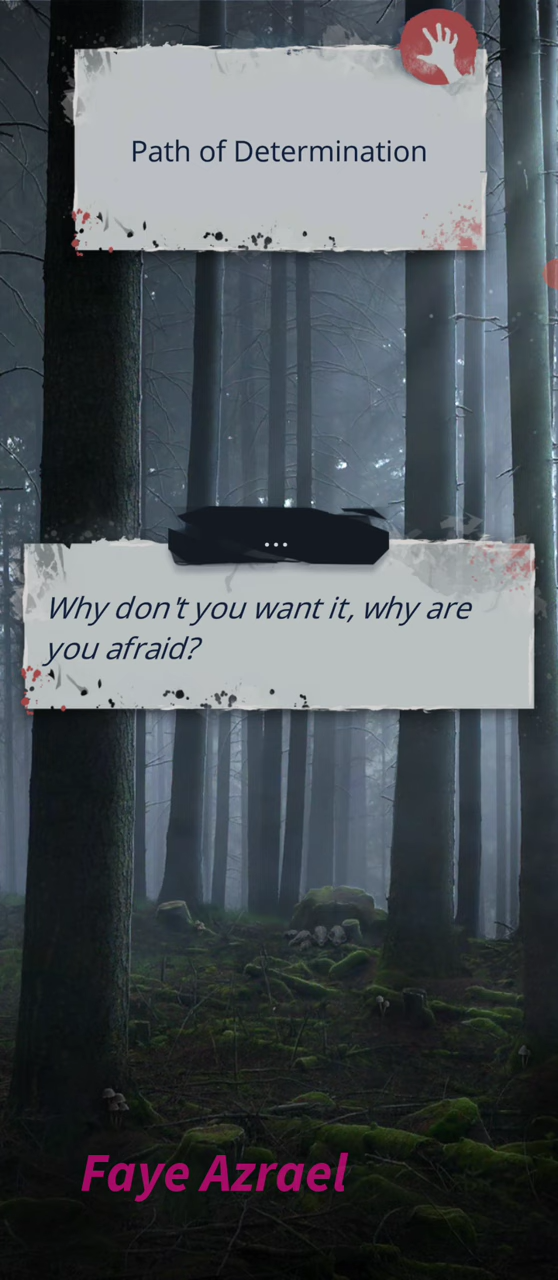 Path of Determination
...
Why don't you want it, why are
you afraid?
Faye Azrael